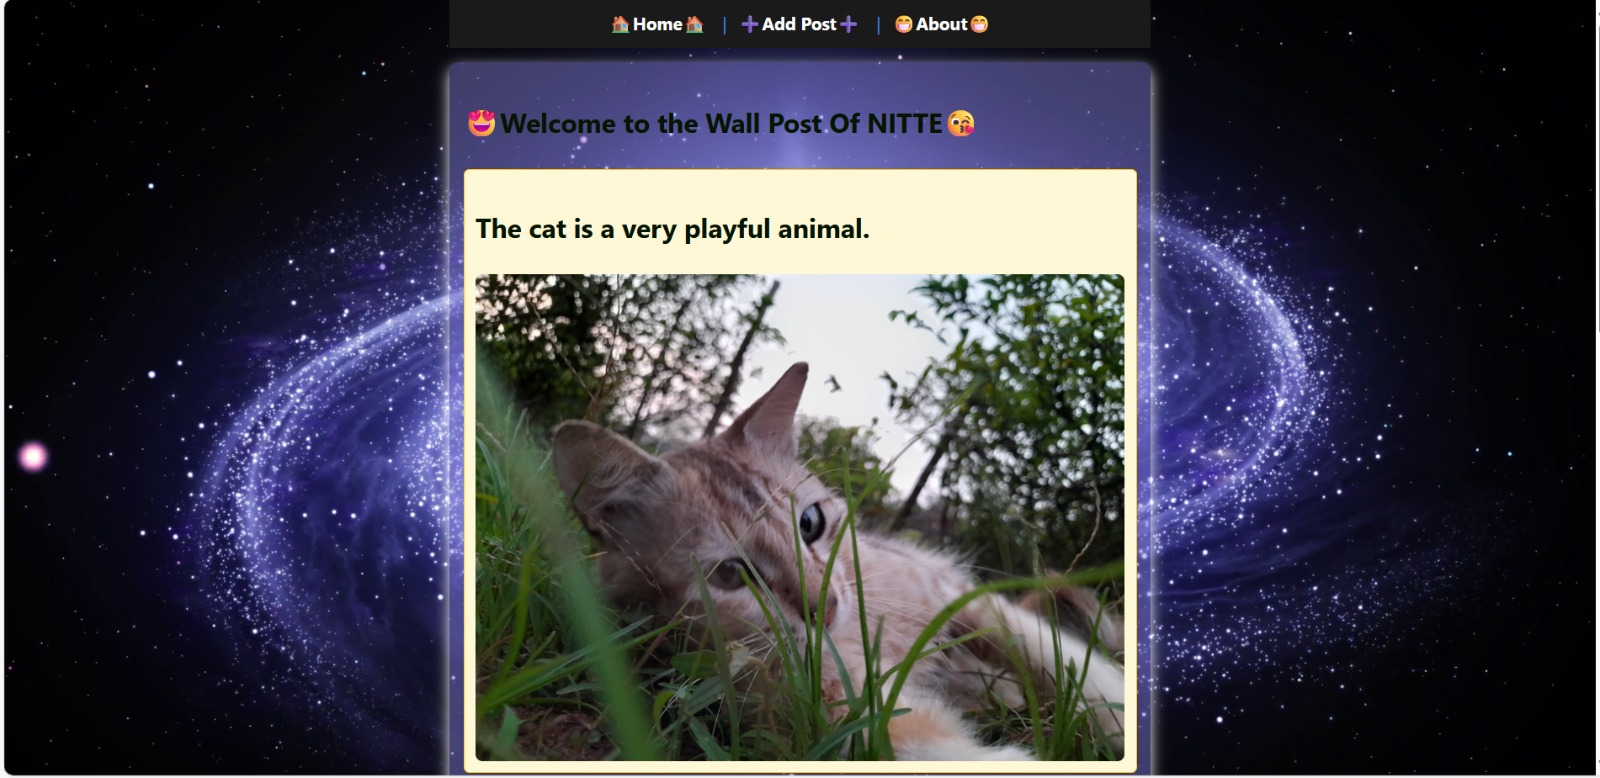 🏠Home🏠 | ➕Add Post➕ | 😁About😁
😍Welcome to the Wall Post Of NITTE😘
The cat is a very playful animal.